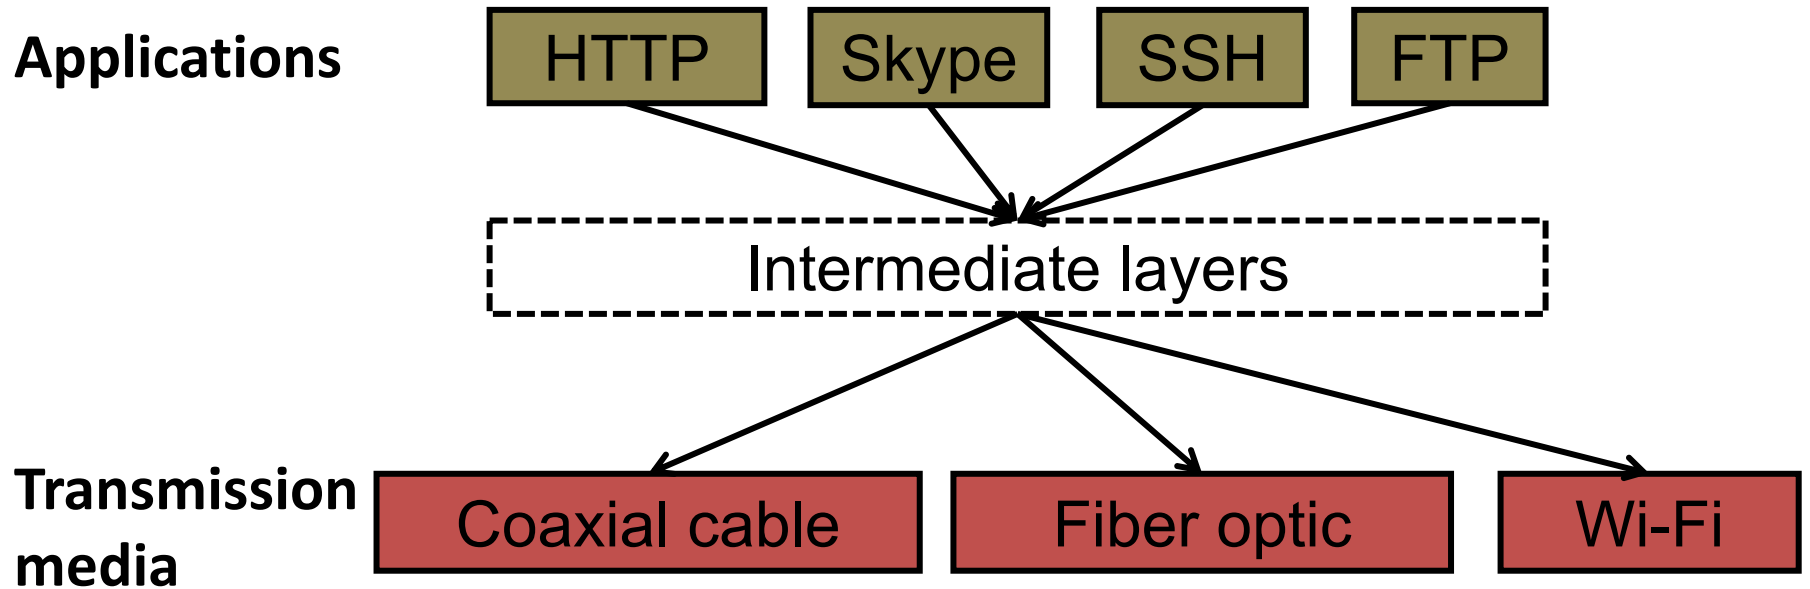 Applications
HTTP
Skype
SSH
FTP
Intermediate layers
Transmission
media
Coaxial cable
Fiber optic
Wi-Fi